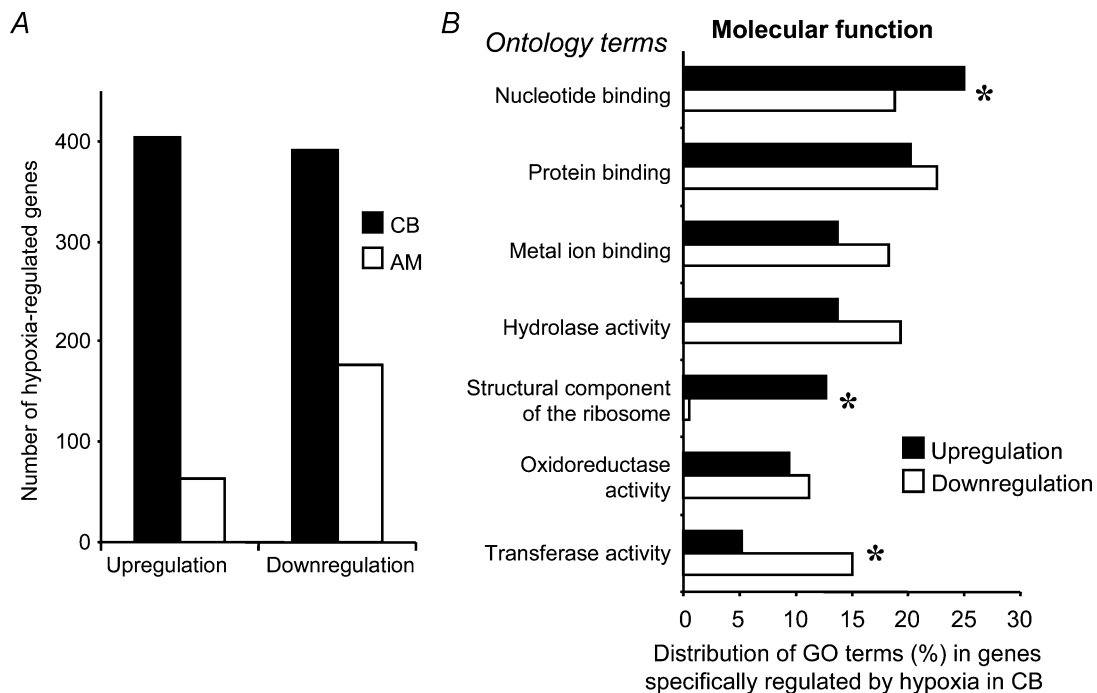 A
Number of hypoxia-regulated genes
400
300
200
100
0
Upregulation
Downregulation
CB
AM
B
Ontology terms
Molecular function
Nucleotide binding
*
Protein binding
Metal ion binding
Hydrolase activity
Structural component
of the ribosome
*
Oxidoreductase
activity
Transferase activity
*
Upregulation
Downregulation
0 5 10 15 20 25 30
Distribution of GO terms (%) in genes
specifically regulated by hypoxia in CB